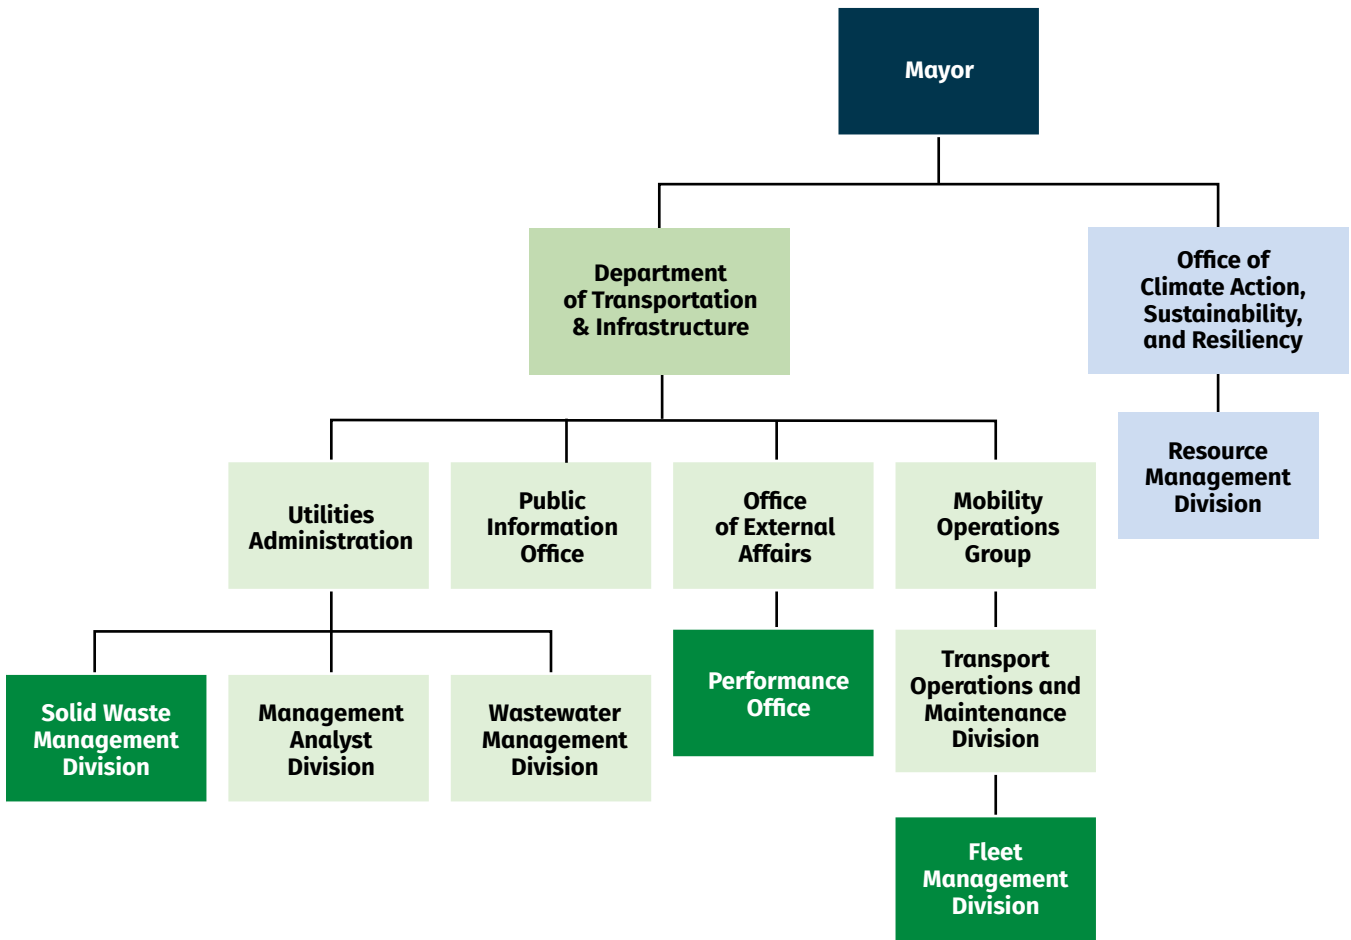 Mayor
Department
of Transportation
& Infrastructure
Office of
Climate Action,
Sustainability,
and Resiliency
Resource
Management
Division
Utilities
Administration
Public
Information
Office
Office
of External
Affairs
Mobility
Operations
Group
Solid Waste
Management
Division
Management
Analyst
Division
Wastewater
Management
Division
Performance
Office
Transport
Operations and
Maintenance
Division
Fleet
Management
Division